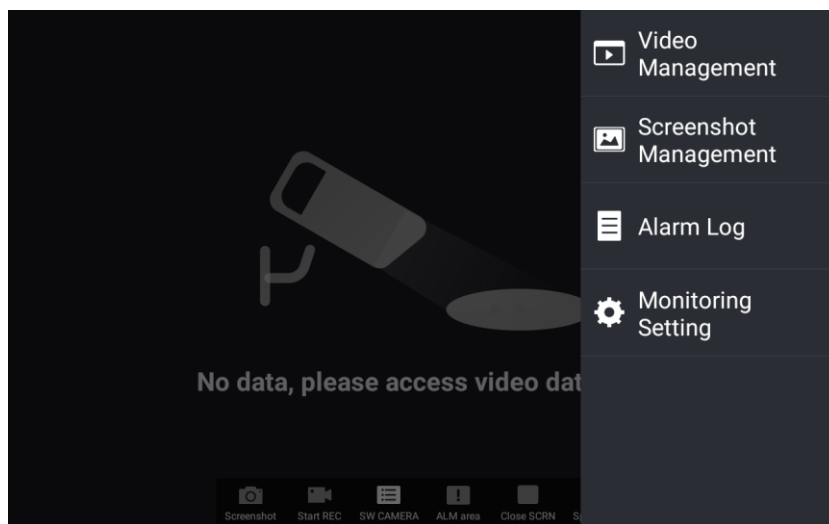 Video
Management
Screenshot
Management
Alarm Log
Monitoring
Setting
No data, please access video dat
Screenshot
Start REC
SW CAMERA
ALM area
Close SCRN